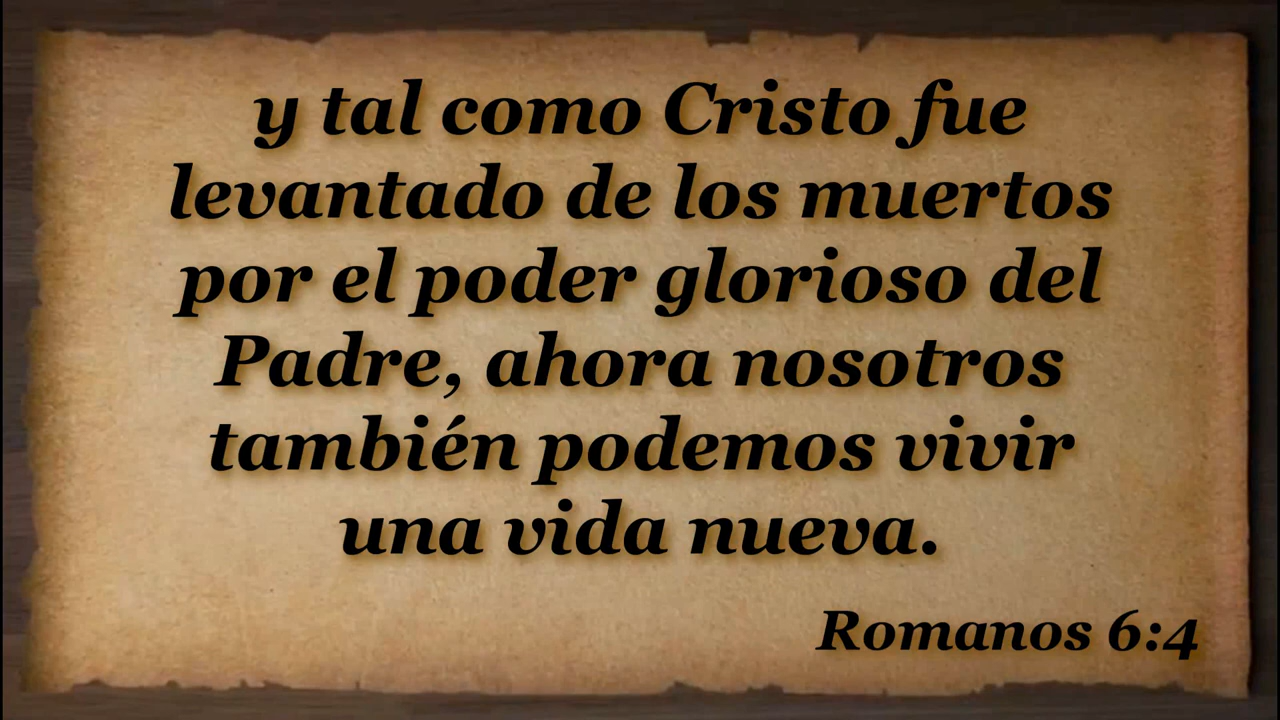 y tal como Cristo fue
levantado de los muertos
por el poder glorioso del
Padre, ahora nosotros
también podemos vivir
una vida nueva.
Romanos 6:4